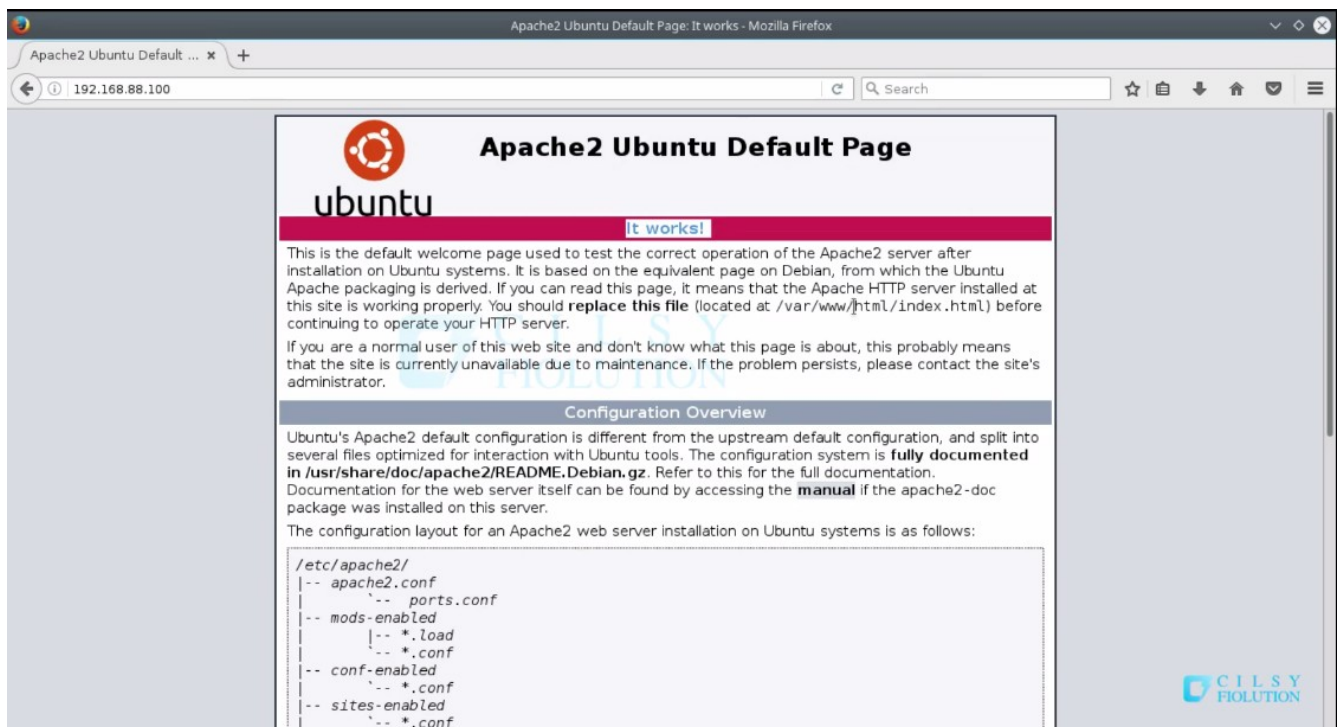 Apache2 Ubuntu Default Page: It works - Mozilla Firefox
Apache2 Ubuntu Default ...
192.168.88.100
Search
ubuntu
Apache2 Ubuntu Default Page
It works!
This is the default welcome page used to test the correct operation of the Apache2 server after
installation on Ubuntu systems. It is based on the equivalent page on Debian, from which the Ubuntu
Apache packaging is derived. If you can read this page, it means that the Apache HTTP server installed at
this site is working properly. You should replace this file (located at /var/www/html/index.html) before
continuing to operate your HTTP server.
If you are a normal user of this web site and don't know what this page is about, this probably means
that the site is currently unavailable due to maintenance. If the problem persists, please contact the site's
administrator.
CILSY
FIOLUTION
Configuration Overview
Ubuntu's Apache2 default configuration is different from the upstream default configuration, and split into
several files optimized for interaction with Ubuntu tools. The configuration system is fully documented
in /usr/share/doc/apache2/README.Debian.gz. Refer to this for the full documentation.
Documentation for the web server itself can be found by accessing the manual if the apache2-doc
package was installed on this server.
The configuration layout for an Apache2 web server installation on Ubuntu systems is as follows:
/etc/apache2/
|-- apache2.conf
|       `--  ports.conf
|-- mods-enabled
|       |-- *.load
|       `-- *.conf
|-- conf-enabled
|       `-- *.conf
|-- sites-enabled
|       `-- *.conf
CILSY
FIOLUTION